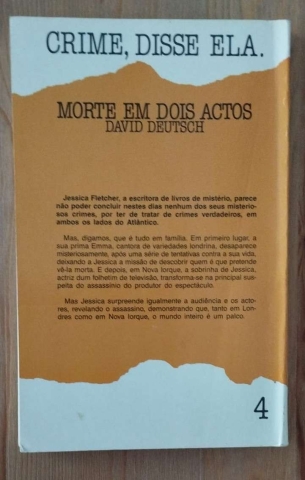 CRIME, DISSE ELA.
MORTE EM DOIS ACTOS
DAVID DEUTSCH
Jessica Fletcher, a escritora de livros de mistério, parece
não poder concluir nestes dias nenhum dos seus misterio-
sos crimes, por ter de tratar de crimes verdadeiros, em
ambos os lados do Atlântico.
Mas, digamos, que é tudo em família. Em primeiro lugar, a
sua prima Emma, cantora de variedades londrina, desaparece
misteriosamente, após uma série de tentativas contra a sua vida,
deixando a Jessica a missão de descobrir quem é que pretende
vê-la morta. E depois, em Nova Iorque, a sobrinha de Jessica,
actriz dum folhetim de televisão, transforma-se na principal sus-
peita do assassínio do produtor do espectáculo.
Mas Jessica surpreende igualmente a audiência e os acto-
res, revelando o assassino, demonstrando que, tanto em Lon-
dres como em Nova Iorque, o mundo inteiro é um palco.
4